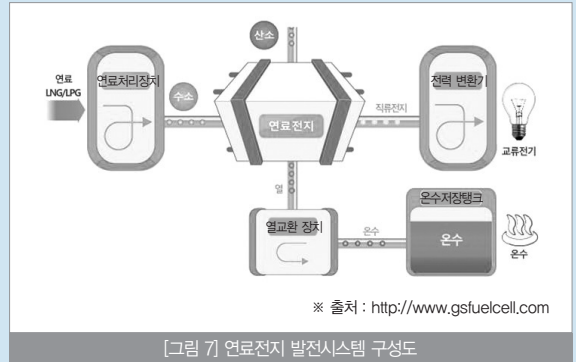 산소
연료
LNG/LPG
연료처리장치
수소
연료전지
직류전지
전력 변환기
교류전기
열
열교환 장치
온수
온수저장탱크
온수
온수
※ 출처 : http://www.gsfuelcell.com
[그림 7] 연료전지 발전시스템 구성도